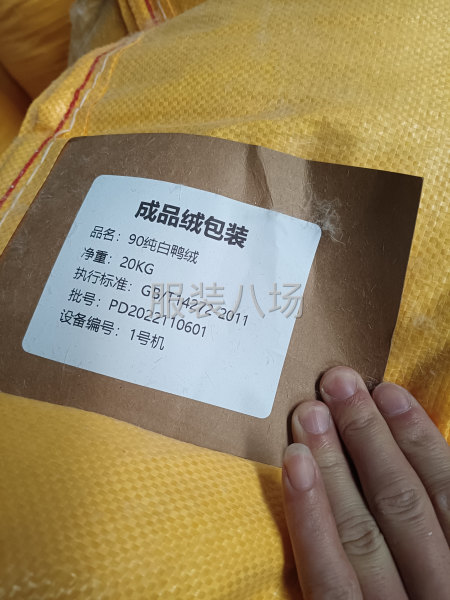 成品绒包装
品名：90纯白鸭绒
净重：20KG
执行标准：GB/T14272-2011
批号：PD2022110601
设备编号：1号机
服装八场